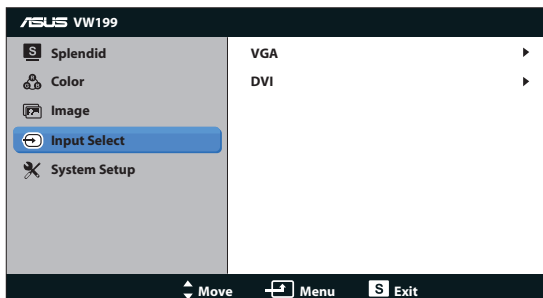 ASUS VW199
S Splendid
Color
Image
Input Select
System Setup
VGA
DVI
Move Menu S Exit